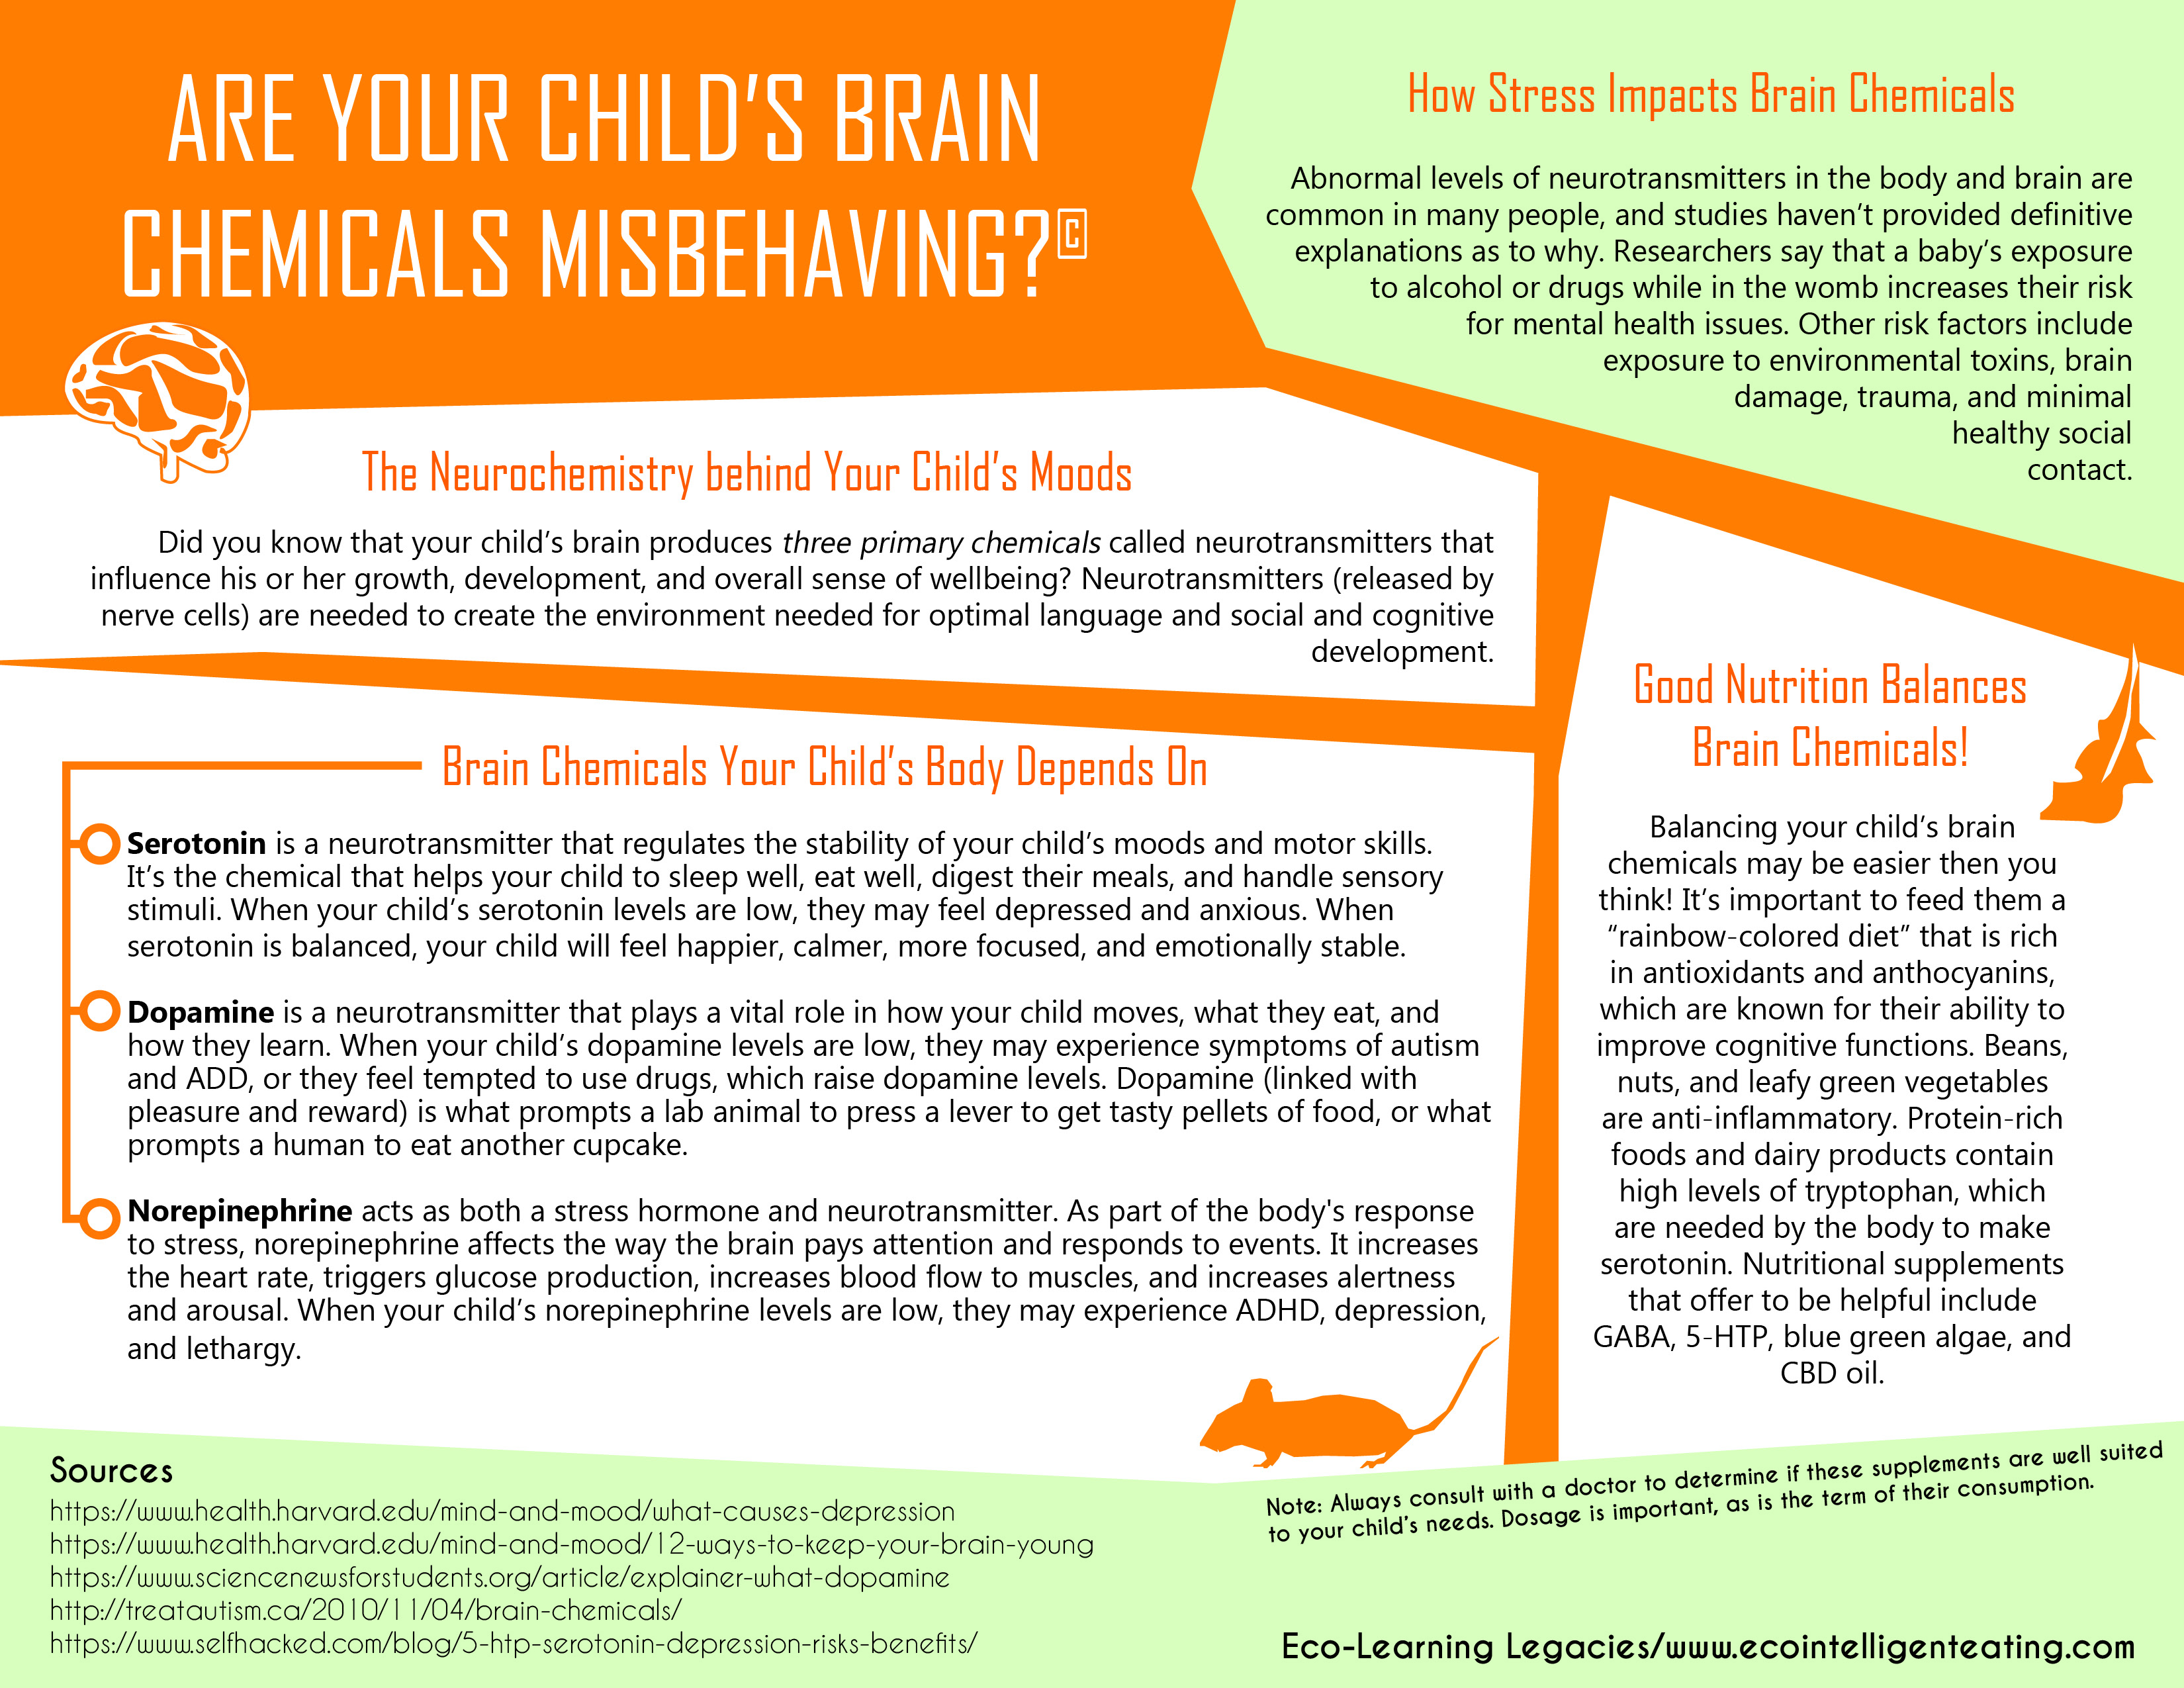 ARE YOUR CHILD'S BRAIN
CHEMICALS MISBEHAVING?©
How Stress Impacts Brain Chemicals
Abnormal levels of neurotransmitters in the body and brain are
common in many people, and studies haven't provided definitive
explanations as to why. Researchers say that a baby's exposure
to alcohol or drugs while in the womb increases their risk
for mental health issues. Other risk factors include
exposure to environmental toxins, brain
damage, trauma, and minimal
healthy social
contact.
The Neurochemistry behind Your Child's Moods
Did you know that your child's brain produces three primary chemicals called neurotransmitters that
influence his or her growth, development, and overall sense of wellbeing? Neurotransmitters (released by
nerve cells) are needed to create the environment needed for optimal language and social and cognitive
development.
Brain Chemicals Your Child's Body Depends On
Serotonin is a neurotransmitter that regulates the stability of your child's moods and motor skills.
It's the chemical that helps your child to sleep well, eat well, digest their meals, and handle sensory
stimuli. When your child's serotonin levels are low, they may feel depressed and anxious. When
serotonin is balanced, your child will feel happier, calmer, more focused, and emotionally stable.
Dopamine is a neurotransmitter that plays a vital role in how your child moves, what they eat, and
how they learn. When your child's dopamine levels are low, they may experience symptoms of autism
and ADD, or they feel tempted to use drugs, which raise dopamine levels. Dopamine (linked with
pleasure and reward) is what prompts a lab animal to press a lever to get tasty pellets of food, or what
prompts a human to eat another cupcake.
Norepinephrine acts as both a stress hormone and neurotransmitter. As part of the body's response
to stress, norepinephrine affects the way the brain pays attention and responds to events. It increases
the heart rate, triggers glucose production, increases blood flow to muscles, and increases alertness
and arousal. When your child's norepinephrine levels are low, they may experience ADHD, depression,
and lethargy.
Good Nutrition Balances
Brain Chemicals!
Balancing your child's brain
chemicals may be easier then you
think! It's important to feed them a
"rainbow-colored diet" that is rich
in antioxidants and anthocyanins,
which are known for their ability to
improve cognitive functions. Beans,
nuts, and leafy green vegetables
are anti-inflammatory. Protein-rich
foods and dairy products contain
high levels of tryptophan, which
are needed by the body to make
serotonin. Nutritional supplements
that offer to be helpful include
GABA, 5-HTP, blue green algae, and
CBD oil.
Sources
https://www.health.harvard.edu/mind-and-mood/what-causes-depression
https://www.health.harvard.edu/mind-and-mood/12-ways-to-keep-your-brain-young
https://www.sciencenewsforstudents.org/article/explainer-what-dopamine
http://treatautism.ca/2010/11/04/brain-chemicals/
https://www.selfhacked.com/blog/5-htp-serotonin-depression-risks-benefits/
Note: Always consult with a doctor to determine if these supplements are well suited
to your child's needs. Dosage is important, as is the term of their consumption.
Eco-Learning Legacies/www.ecointelligenteating.com